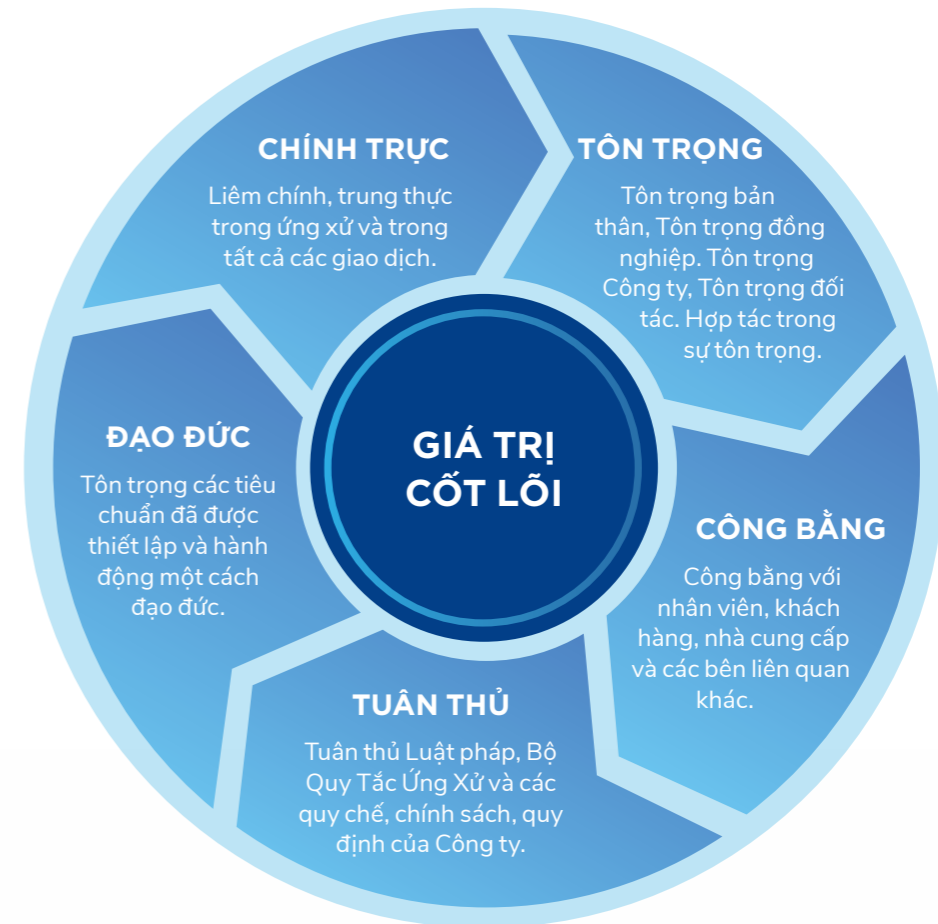 CHÍNH TRỰC
Liêm chính, trung thực
trong ứng xử và trong
tất cả các giao dịch.
TÔN TRỌNG
Tôn trọng bản
thân, Tôn trọng đồng
nghiệp. Tôn trọng
Công ty, Tôn trọng đối
tác. Hợp tác trong
sự tôn trọng.
GIÁ TRỊ
CỐT LÕI
ĐẠO ĐỨC
Tôn trọng các tiêu
chuẩn đã được
thiết lập và hành
động một cách
đạo đức.
CÔNG BẰNG
Công bằng với
nhân viên, khách
hàng, nhà cung cấp
và các bên liên quan
khác.
TUÂN THỦ
Tuân thủ Luật pháp, Bộ
Quy Tắc Ứng Xử và các
quy chế, chính sách, quy
định của Công ty.